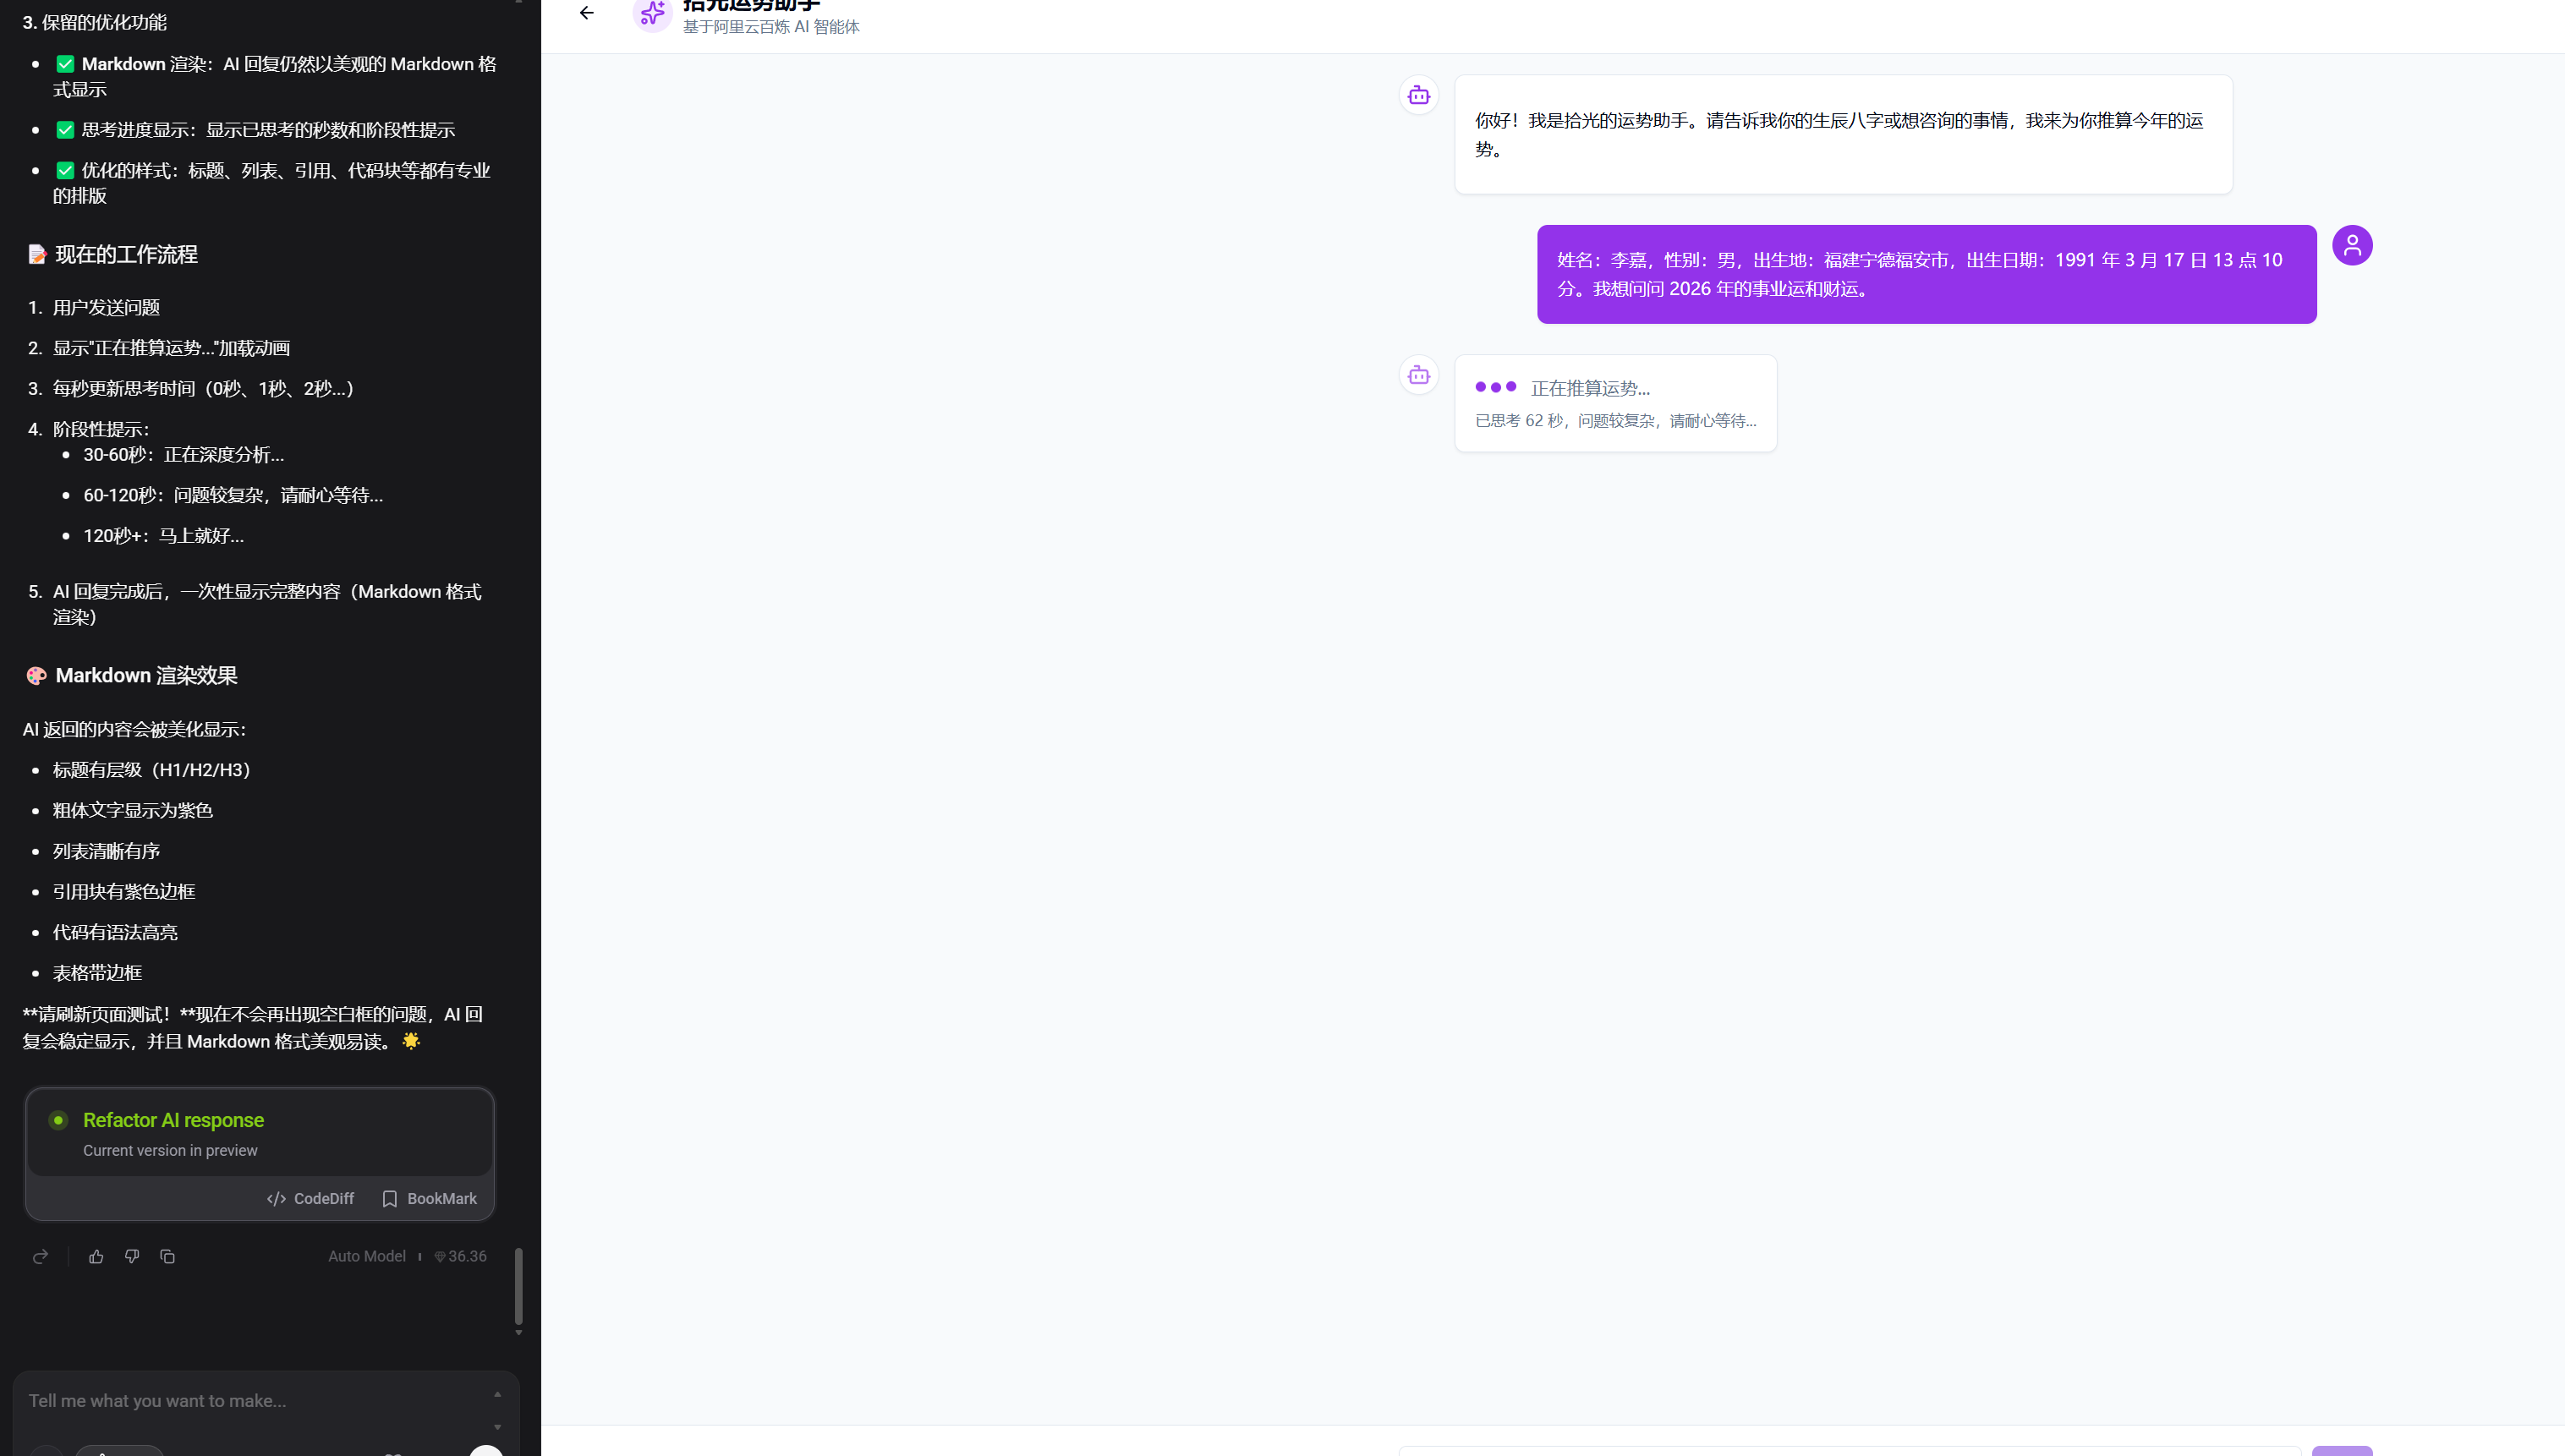 3. 保留的优化功能
✅ Markdown 渲染：AI 回复仍然以美观的 Markdown 格
式显示
✅ 思考进度显示：显示已思考的秒数和阶段性提示
✅ 优化的样式：标题、列表、引用、代码块等都有专业
的排版
📝 现在的工作流程
1. 用户发送问题
2. 显示"正在推算运势..."加载动画
3. 每秒更新思考时间（0秒、1秒、2秒...）
4. 阶段性提示：
30-60秒：正在深度分析...
60-120秒：问题较复杂，请耐心等待...
120秒+：马上就好...
5. AI 回复完成后，一次性显示完整内容（Markdown 格式
渲染）
🎨 Markdown 渲染效果
AI 返回的内容会被美化显示：
标题有层级（H1/H2/H3）
粗体文字显示为紫色
列表清晰有序
引用块有紫色边框
代码有语法高亮
表格带边框
**请刷新页面测试！**现在不会再出现空白框的问题，AI 回
复会稳定显示，并且 Markdown 格式美观易读。🌟
Refactor AI response
Current version in preview
</> CodeDiff
BookMark
Auto Model
36.36
Tell me what you want to make...
拾光运势助手
基于阿里云百炼 AI 智能体
你好！我是拾光的运势助手。请告诉我你的生辰八字或想咨询的事情，我来为你推算今年的运
势。
姓名：李嘉，性别：男，出生地：福建宁德福安市，出生日期：1991 年 3 月 17 日 13 点 10
分。我想问问 2026 年的事业运和财运。
正在推算运势...
已思考 62 秒，问题较复杂，请耐心等待...